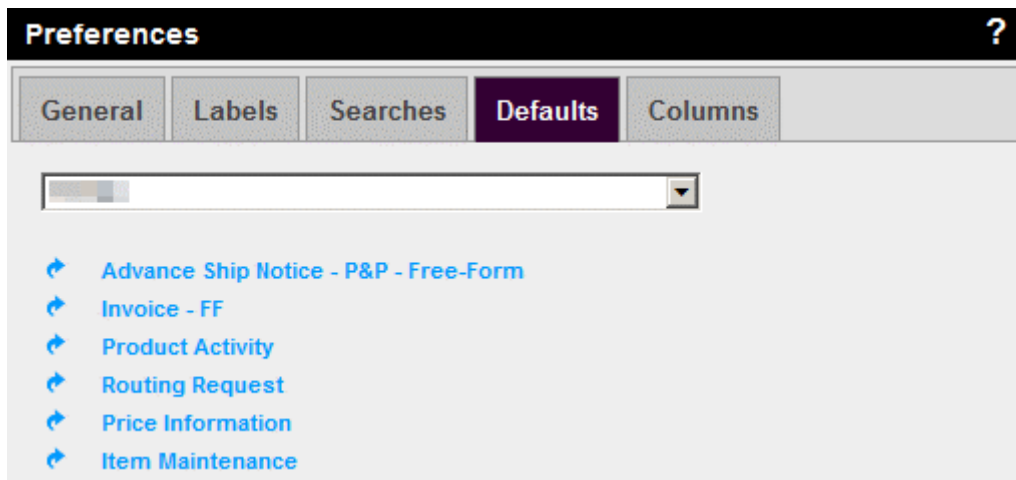 Preferences ?
General Labels Searches Defaults Columns
Advance Ship Notice - P&P - Free-Form
Invoice - FF
Product Activity
Routing Request
Price Information
Item Maintenance